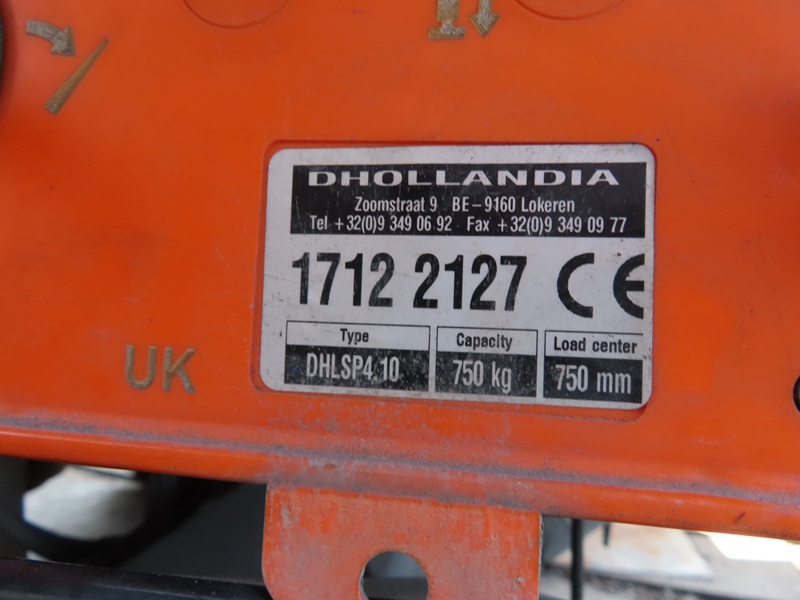 DHOLLANDIA
Zoomstraat 9 BE-9160 Lokeren
Tel +32(0)9 349 06 92 Fax +32(0)9 349 09 77
1712 2127 CE
Type Capacity Load center
DHLSP4.10 750 kg 750 mm
UK